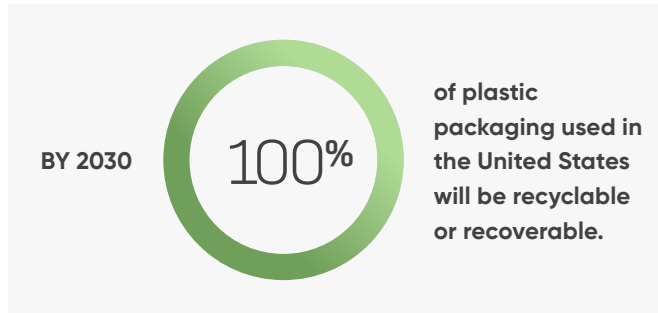 BY 2030
100%
of plastic
packaging used in
the United States
will be recyclable
or recoverable.